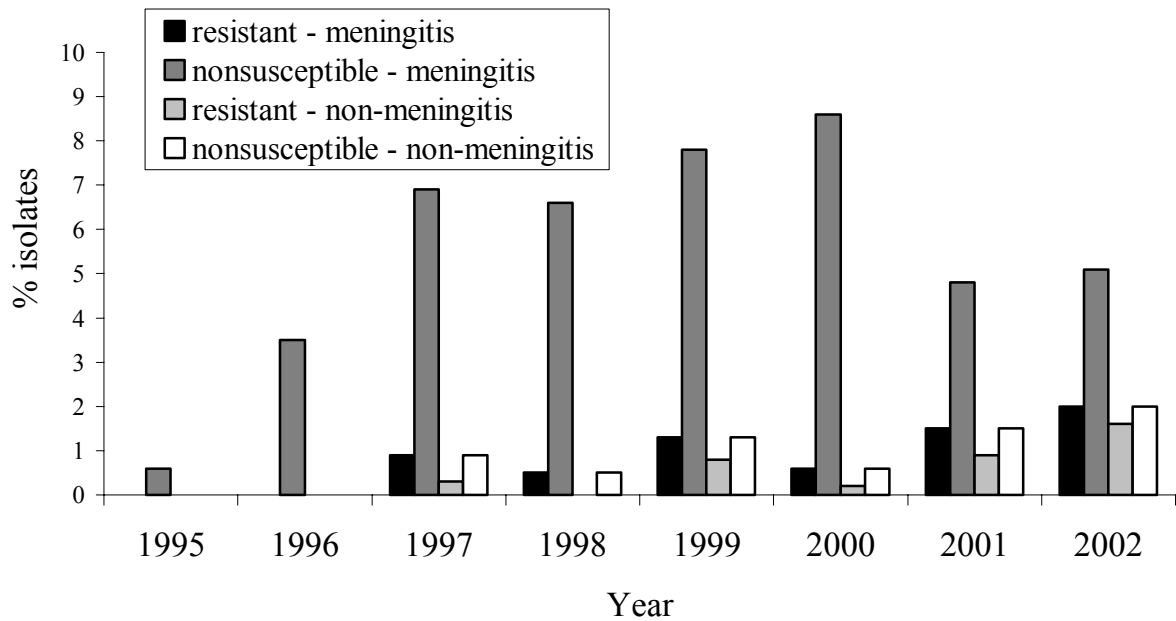 resistant - meningitis
nonsusceptible - meningitis
resistant - non-meningitis
nonsusceptible - non-meningitis
10
9
8
7
6
5
4
3
2
1
0
% isolates
1995 1996 1997 1998 1999 2000 2001 2002
Year